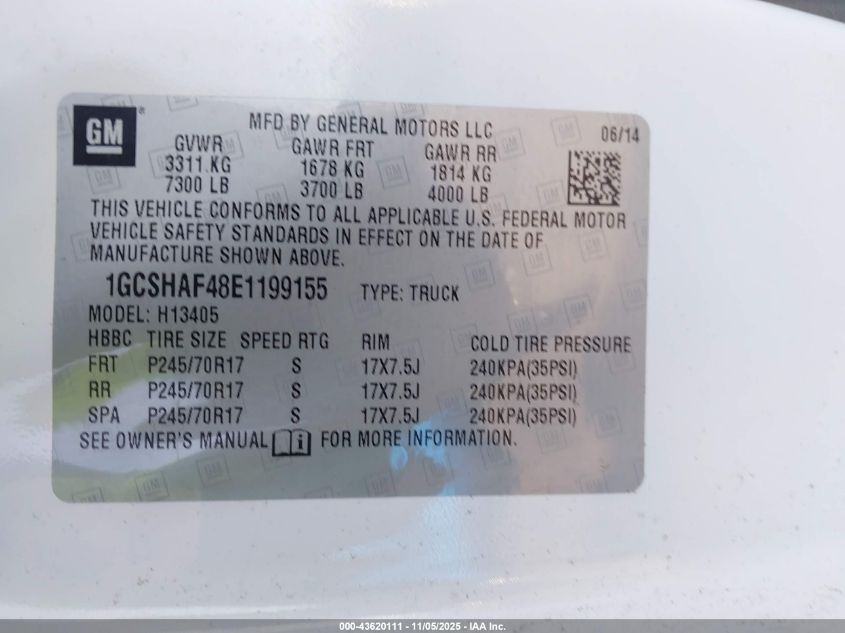 GM
MFD BY GENERAL MOTORS LLC 06/14
GVWR GAWR FRT GAWR RR
3311 KG 1678 KG 1814 KG
7300 LB 3700 LB 4000 LB
THIS VEHICLE CONFORMS TO ALL APPLICABLE U.S. FEDERAL MOTOR
VEHICLE SAFETY STANDARDS IN EFFECT ON THE DATE OF
MANUFACTURE SHOWN ABOVE.
1GCSHAF48E1199155 TYPE: TRUCK
MODEL: H13405
HBBC TIRE SIZE SPEED RTG RIM COLD TIRE PRESSURE
FRT P245/70R17 S 17X7.5J 240KPA(35PSI)
RR P245/70R17 S 17X7.5J 240KPA(35PSI)
SPA P245/70R17 S 17X7.5J 240KPA(35PSI)
SEE OWNER'S MANUAL i FOR MORE INFORMATION.
000-43620111 - 11/05/2025 - IAA Inc.